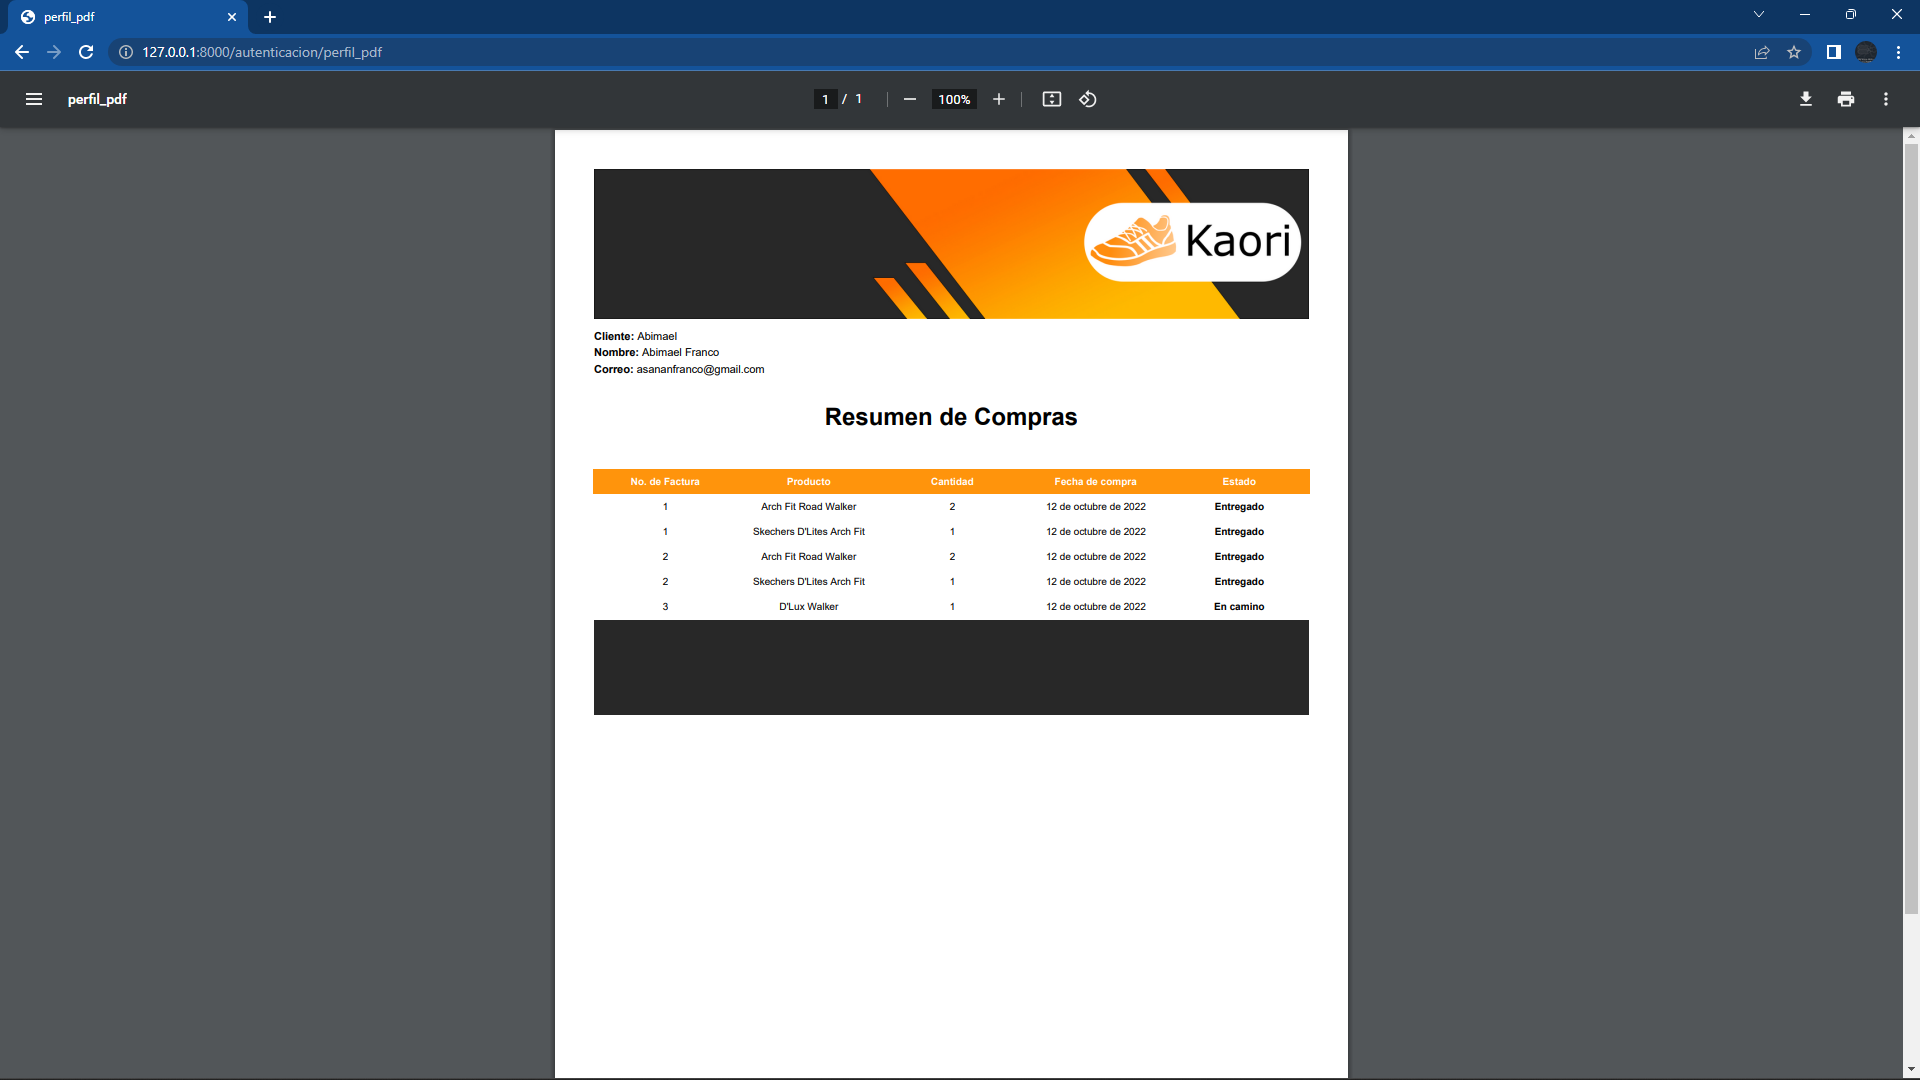 perfil_pdf
127.0.0.1:8000/autenticacion/perfil_pdf
perfil_pdf
1 / 1
100%
Kaori
Cliente: Abimael
Nombre: Abimael Franco
Correo: asananfranco@gmail.com
Resumen de Compras
No. de Factura Producto Cantidad Fecha de compra Estado
1 Arch Fit Road Walker 2 12 de octubre de 2022 Entregado
1 Skechers D'Lites Arch Fit 1 12 de octubre de 2022 Entregado
2 Arch Fit Road Walker 2 12 de octubre de 2022 Entregado
2 Skechers D'Lites Arch Fit 1 12 de octubre de 2022 Entregado
3 D'Lux Walker 1 12 de octubre de 2022 En camino